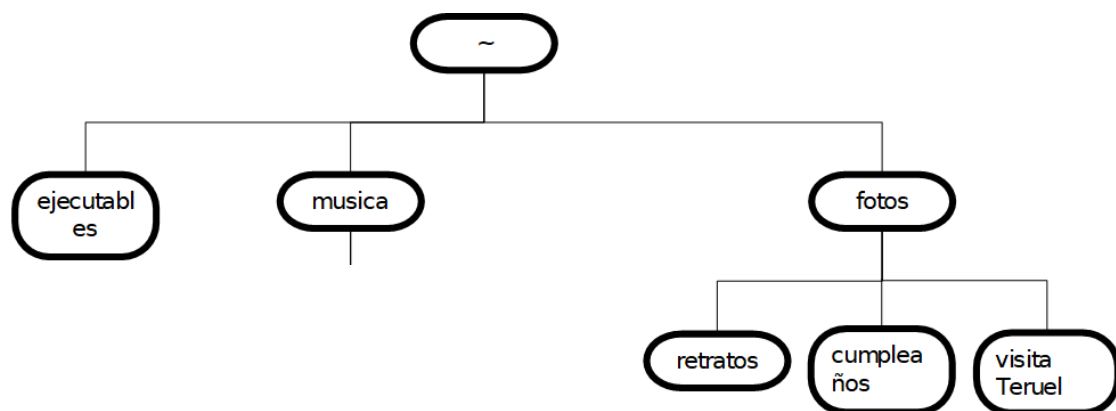 ~
ejecutabl
es
musica
fotos
retratos
cumplea
ños
visita
Teruel